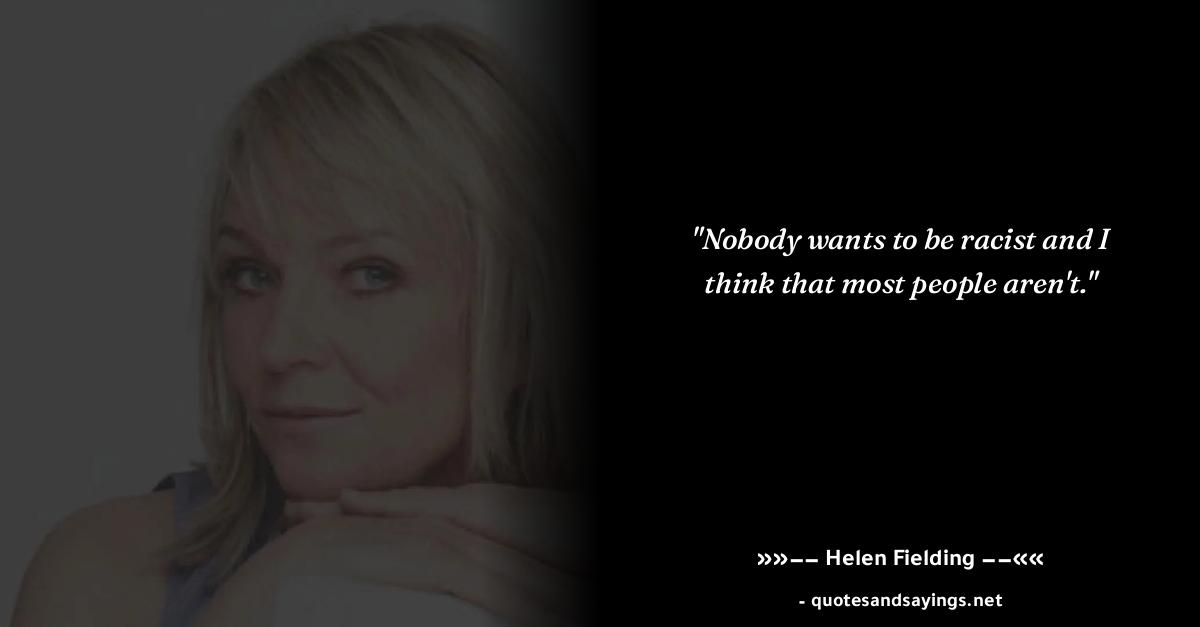 "Nobody wants to be racist and I
think that most people aren't."
»»−− Helen Fielding −−««
- quotesandsayings.net